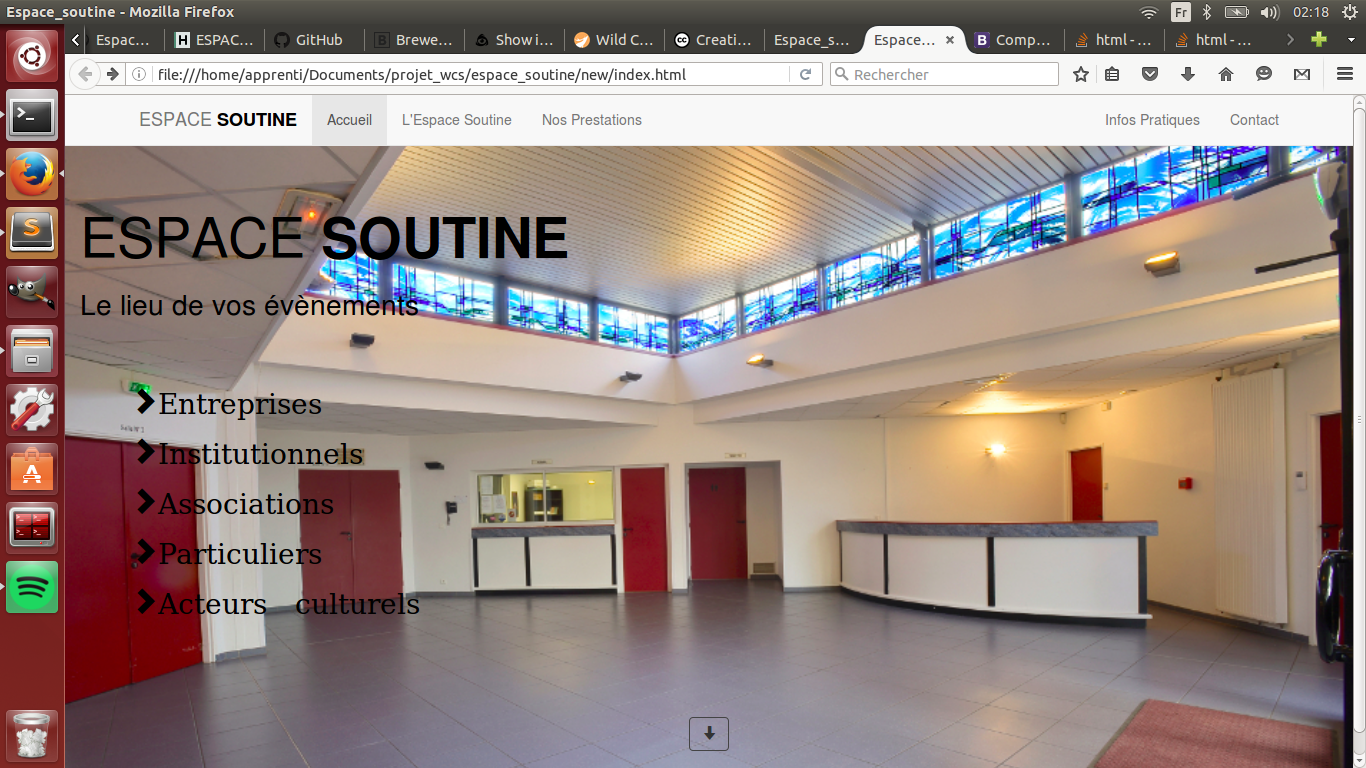 Espace_soutine - Mozilla Firefox
Fr
02:18
Espac...
ESPAC...
GitHub
Brewe...
Show i...
Wild C...
Creati...
Espace_s...
Espace...
Comp...
html - ...
html - ...
file:///home/apprenti/Documents/projet_wcs/espace_soutine/new/index.html
Rechercher
ESPACE SOUTINE
Accueil
L'Espace Soutine
Nos Prestations
Infos Pratiques
Contact
ESPACE SOUTINE
Le lieu de vos évènements
Entreprises
Institutionnels
Associations
Particuliers
Acteurs culturels